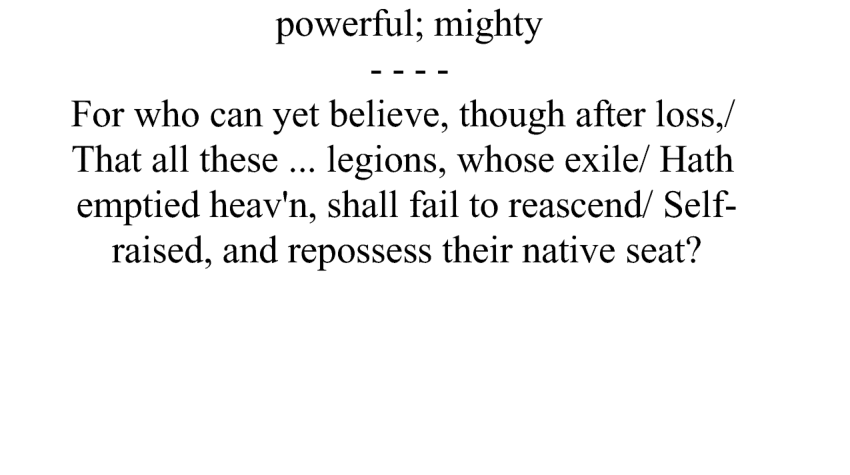 powerful; mighty
- - - -
For who can yet believe, though after loss,/
That all these ... legions, whose exile/ Hath
emptied heav'n, shall fail to reascend/ Self-
raised, and repossess their native seat?